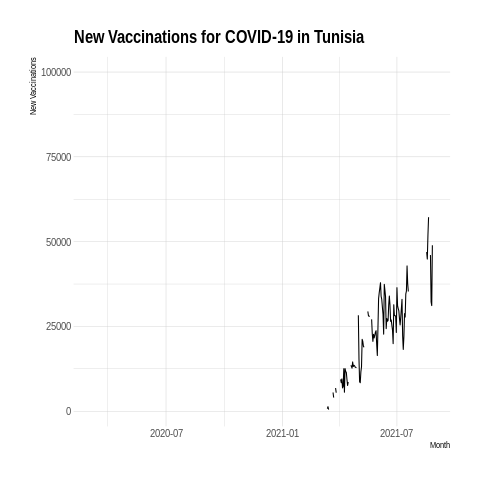 New Vaccinations for COVID-19 in Tunisia
New Vaccinations
100000
75000
50000
25000
0
2020-07
2021-01
2021-07
Month